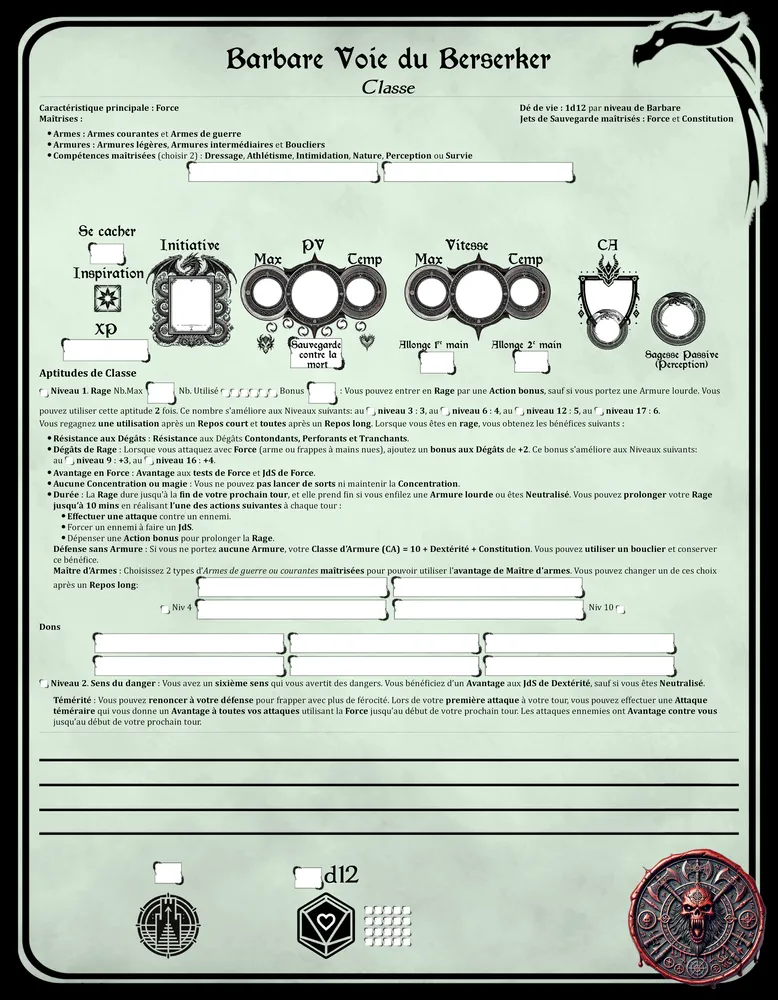 Barbare Voie du Berserker
Classe
Caractéristique principale : Force
Dé de vie : 1d12 par niveau de Barbare
Maîtrises :
Jets de Sauvegarde maîtrisés : Force et Constitution
• Armes : Armes courantes et Armes de guerre
• Armures : Armures légères, Armures intermédiaires et Boucliers
• Compétences maîtrisées (choisir 2) : Dressage, Athlétisme, Intimidation, Nature, Perception ou Survie
Se cacher
Initiative
PV
Vitesse
CA
Max
Temp
Max
Temp
Inspiration
XP
Sauvegarde
contre la
mort
Allonge 1re main
Allonge 2e main
Sagesse Passive
(Perception)
Aptitudes de Classe
Niveau 1. Rage Nb.Max Nb. Utilisé Bonus : Vous pouvez entrer en Rage par une Action bonus, sauf si vous portez une Armure lourde. Vous
pouvez utiliser cette aptitude 2 fois. Ce nombre s'améliore aux Niveaux suivants: au niveau 3 : 3, au niveau 6 : 4, au niveau 12 : 5, au niveau 17 : 6.
Vous regagnez une utilisation après un Repos court et toutes après un Repos long. Lorsque vous êtes en rage, vous obtenez les bénéfices suivants :
• Résistance aux Dégâts : Résistance aux Dégâts Contondants, Perforants et Tranchants.
• Dégâts de Rage : Lorsque vous attaquez avec Force (arme ou frappes à mains nues), ajoutez un bonus aux Dégâts de +2. Ce bonus s'améliore aux Niveaux suivants:
au niveau 9 : +3, au niveau 16 : +4.
• Avantage en Force : Avantage aux tests de Force et JdS de Force.
• Aucune Concentration ou magie : Vous ne pouvez pas lancer de sorts ni maintenir la Concentration.
• Durée : La Rage dure jusqu'à la fin de votre prochain tour, et elle prend fin si vous enfilez une Armure lourde ou êtes Neutralisé. Vous pouvez prolonger votre Rage
jusqu'à 10 mins en réalisant l'une des actions suivantes à chaque tour :
• Effectuer une attaque contre un ennemi.
• Forcer un ennemi à faire un JdS.
• Dépenser une Action bonus pour prolonger la Rage.
Défense sans Armure : Si vous ne portez aucune Armure, votre Classe d'Armure (CA) = 10 + Dextérité + Constitution. Vous pouvez utiliser un bouclier et conserver
ce bénéfice.
Maître d'Armes : Choisissez 2 types d'Armes de guerre ou courantes maîtrisées pour pouvoir utiliser l'avantage de Maître d'armes. Vous pouvez changer un de ces choix
après un Repos long:
Niv 4
Niv 10
Dons
Niveau 2. Sens du danger : Vous avez un sixième sens qui vous avertit des dangers. Vous bénéficiez d'un Avantage aux JdS de Dextérité, sauf si vous êtes Neutralisé.
Témérité : Vous pouvez renoncer à votre défense pour frapper avec plus de férocité. Lors de votre première attaque à votre tour, vous pouvez effectuer une Attaque
téméraire qui vous donne un Avantage à toutes vos attaques utilisant la Force jusqu'au début de votre prochain tour. Les attaques ennemies ont Avantage contre vous
jusqu'au début de votre prochain tour.
d12